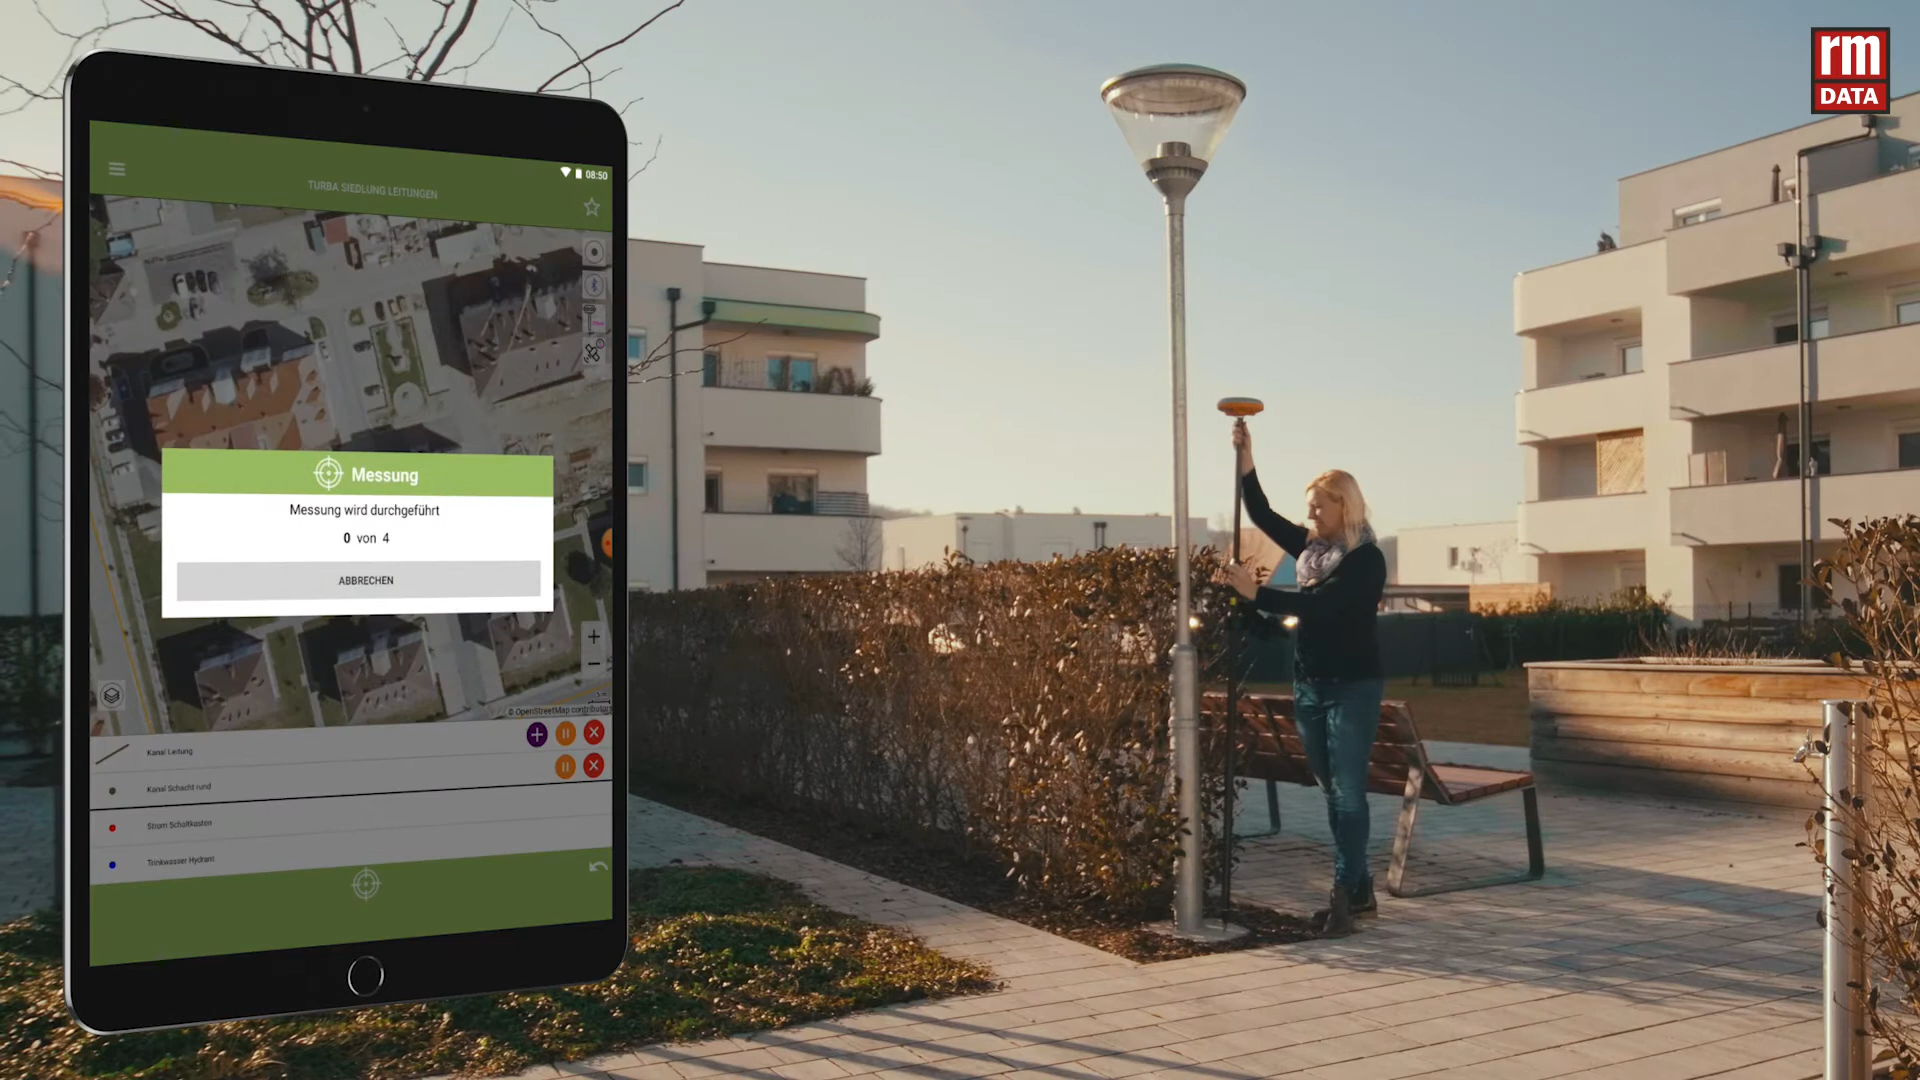 rm
DATA
08:50
TURBA SIEDLUNG LEITUNGEN
Messung
Messung wird durchgeführt
0 von 4
ABBRECHEN
+
−
© OpenStreetMap contributors
Kanal Leitung
Kanal Schacht rund
Strom Schaltkasten
Trinkwasser Hydrant